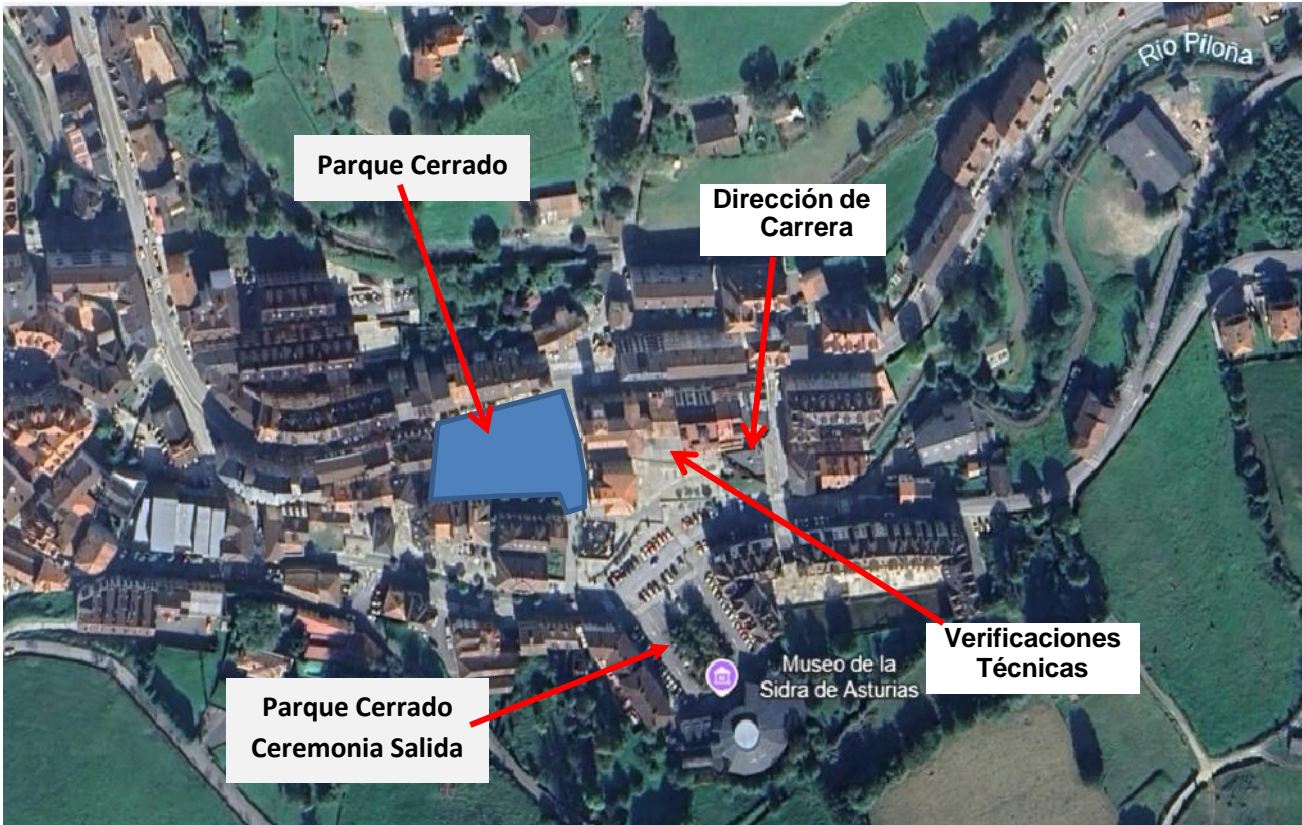 Río Piloña
Parque Cerrado
Dirección de
Carrera
Verificaciones
Técnicas
Museo de la
Sidra de Asturias
Parque Cerrado
Ceremonia Salida